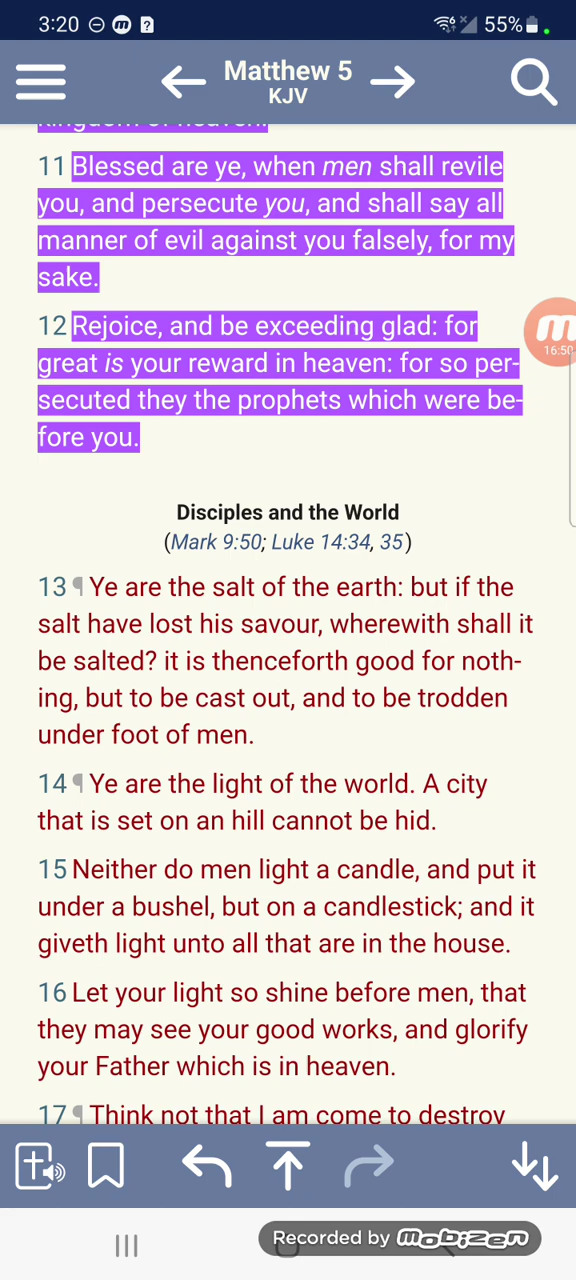 3:20 m ? 6 55%
Matthew 5
KJV
kingdom of heaven.
11 Blessed are ye, when men shall revile
you, and persecute you, and shall say all
manner of evil against you falsely, for my
sake.
12 Rejoice, and be exceeding glad: for
great is your reward in heaven: for so per-
secuted they the prophets which were be-
fore you.
m
16:50
Disciples and the World
(Mark 9:50; Luke 14:34, 35)
13 ¶ Ye are the salt of the earth: but if the
salt have lost his savour, wherewith shall it
be salted? it is thenceforth good for noth-
ing, but to be cast out, and to be trodden
under foot of men.
14 ¶ Ye are the light of the world. A city
that is set on an hill cannot be hid.
15 Neither do men light a candle, and put it
under a bushel, but on a candlestick; and it
giveth light unto all that are in the house.
16 Let your light so shine before men, that
they may see your good works, and glorify
your Father which is in heaven.
17 ¶ Think not that I am come to destroy
Recorded by mobizen